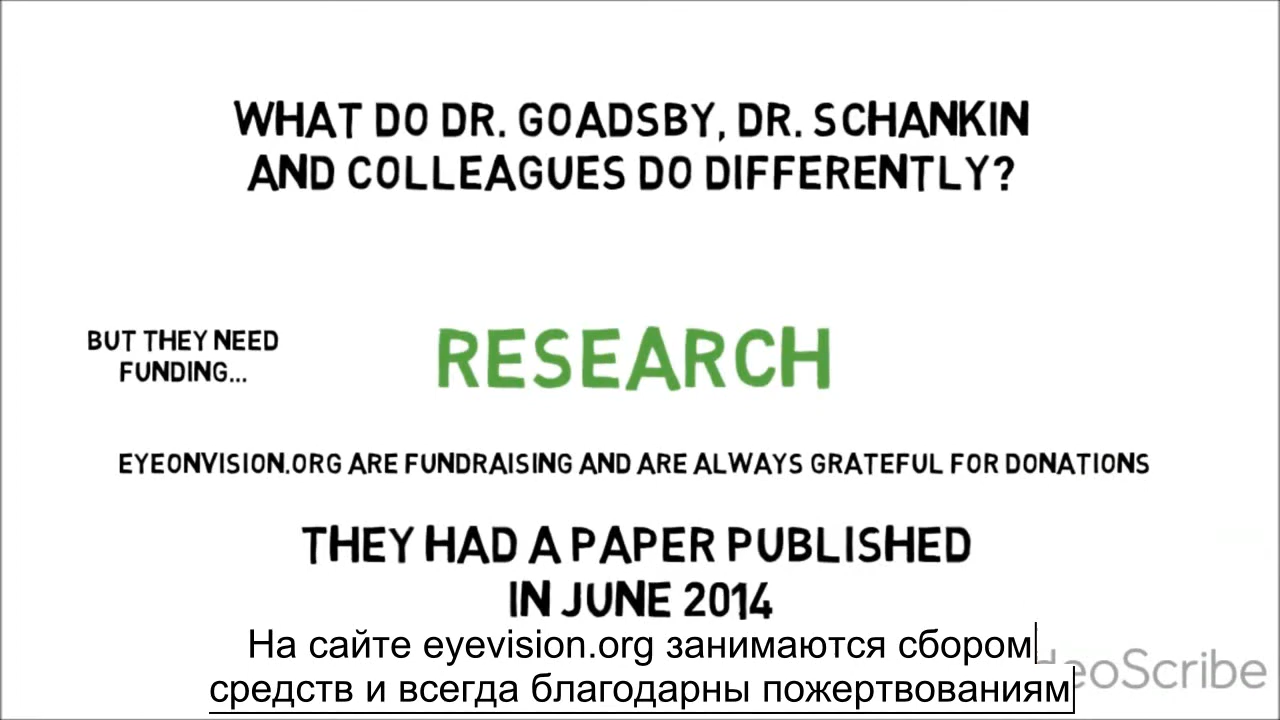 WHAT DO DR. GOADSBY, DR. SCHANKIN
AND COLLEAGUES DO DIFFERENTLY?
BUT THEY NEED
FUNDING...
RESEARCH
EYEONVISION.ORG ARE FUNDRAISING AND ARE ALWAYS GRATEFUL FOR DONATIONS
THEY HAD A PAPER PUBLISHED
IN JUNE 2014
На сайте eyevision.org занимаются сбором
средств и всегда благодарны пожертвованиям
deoScribe